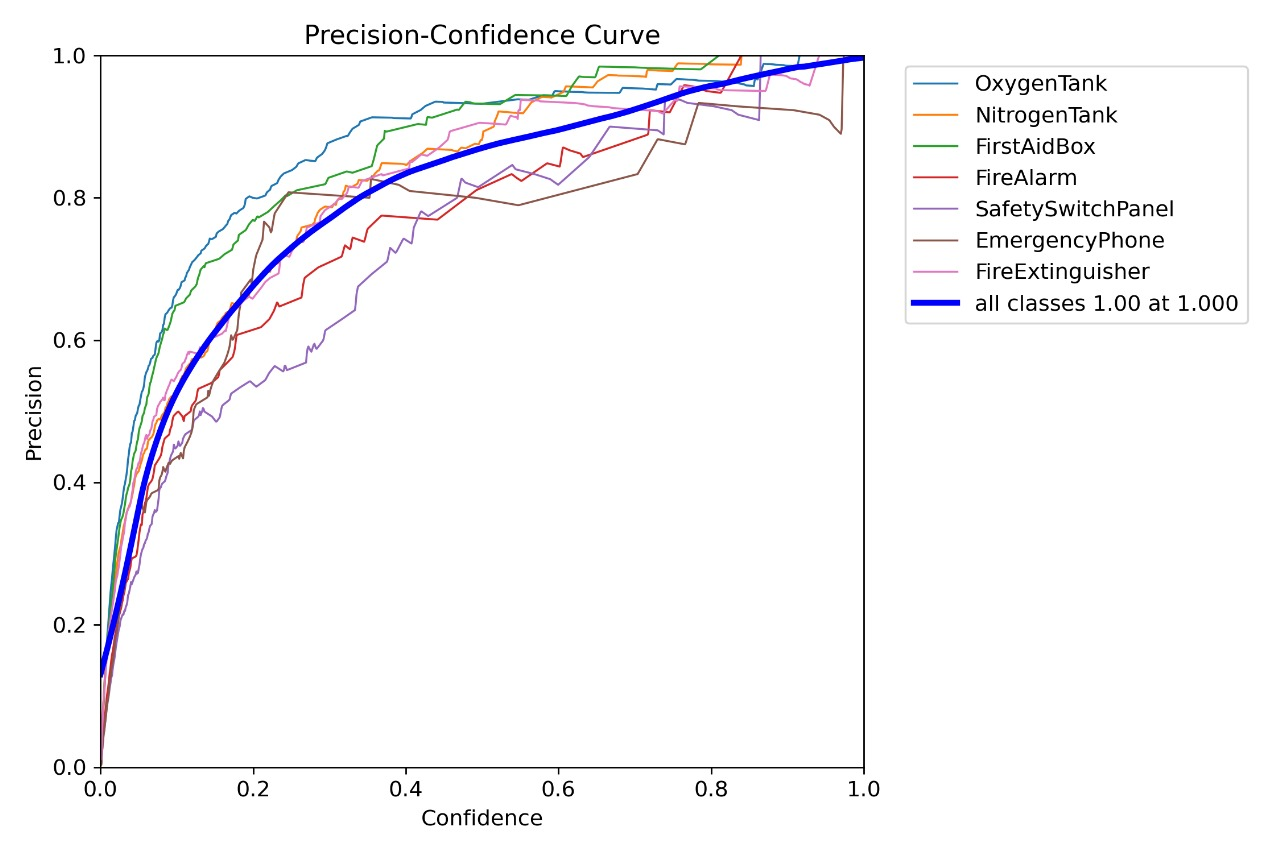 Precision-Confidence Curve
1.0
0.8
0.6
0.4
0.2
0.0
Precision
0.0 0.2 0.4 0.6 0.8 1.0
Confidence
OxygenTank
NitrogenTank
FirstAidBox
FireAlarm
SafetySwitchPanel
EmergencyPhone
FireExtinguisher
all classes 1.00 at 1.000